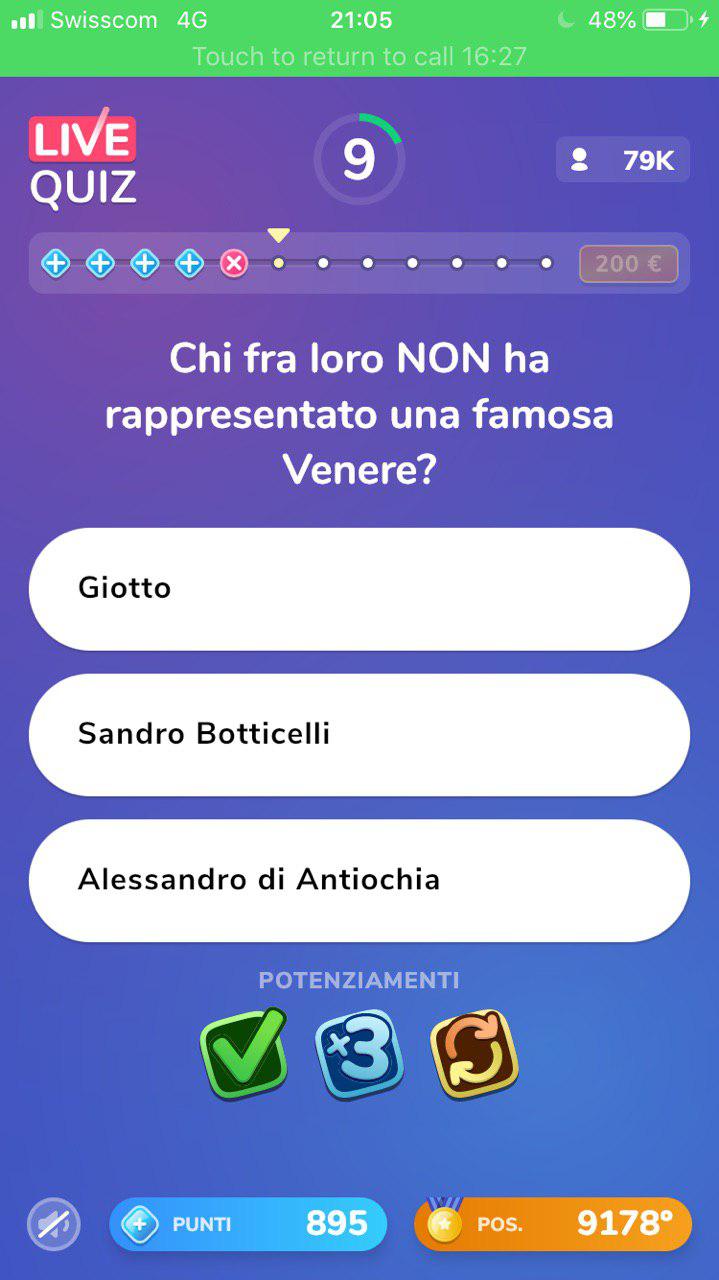 Swisscom 4G 21:05 48%
Touch to return to call 16:27
LIVE
QUIZ
9
79K
200 €
Chi fra loro NON ha
rappresentato una famosa
Venere?
Giotto
Sandro Botticelli
Alessandro di Antiochia
POTENZIAMENTI
×3
PUNTI 895
POS. 9178°